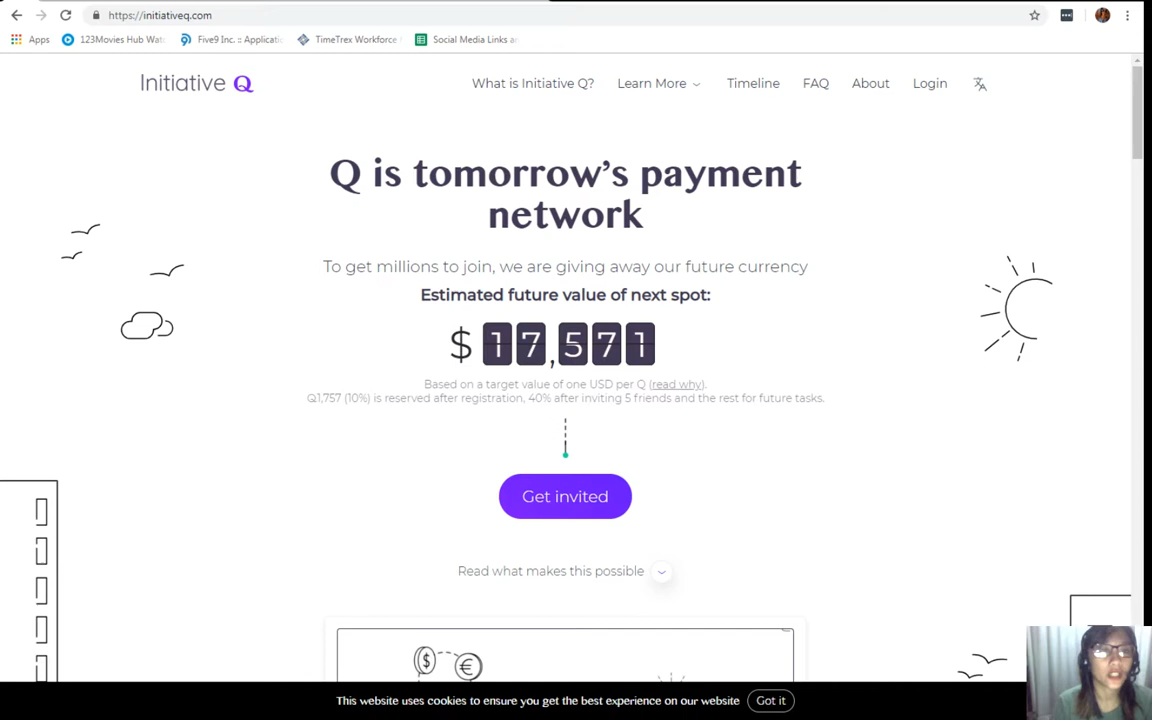 https://initiativeq.com
Apps
123Movies Hub Wat
Five9 Inc. :: Applicati
TimeTrex Workforce
Social Media Links an
Initiative Q
What is Initiative Q?
Learn More
Timeline
FAQ
About
Login
Q is tomorrow's payment
network
To get millions to join, we are giving away our future currency
Estimated future value of next spot:
$ 17,571
Based on a target value of one USD per Q (read why).
Q1,757 (10%) is reserved after registration, 40% after inviting 5 friends and the rest for future tasks.
Get invited
Read what makes this possible
$ €
This website uses cookies to ensure you get the best experience on our website
Got it